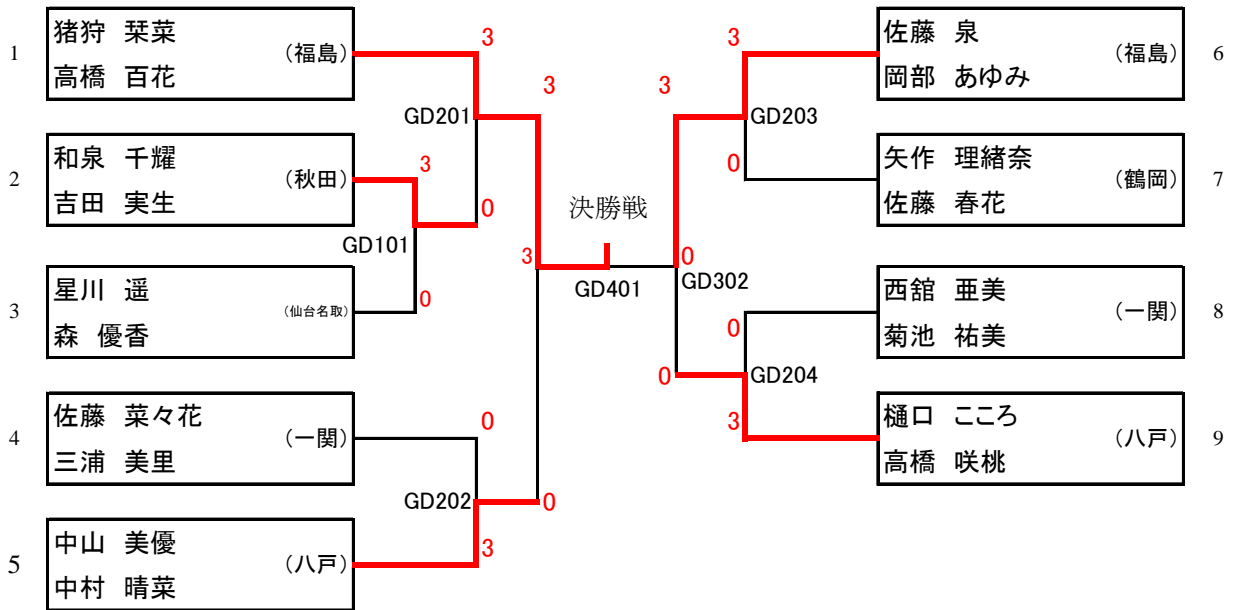 1
猪狩 栞菜
高橋 百花
(福島)
2
和泉 千耀
吉田 実生
(秋田)
3
星川 遥
森 優香
(仙台名取)
4
佐藤 菜々花
三浦 美里
(一関)
5
中山 美優
中村 晴菜
(八戸)
3
GD201
3
0
GD101
0
3
3
0
GD202
0
3
決勝戦
GD401
3
3
GD203
0
0
GD302
0
GD204
0
3
佐藤 泉
岡部 あゆみ
(福島)
6
矢作 理緒奈
佐藤 春花
(鶴岡)
7
西舘 亜美
菊池 祐美
(一関)
8
樋口 こころ
高橋 咲桃
(八戸)
9